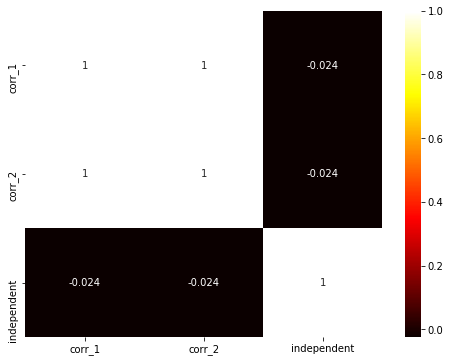 corr_1
1
1
-0.024
corr_2
1
1
-0.024
independent
-0.024
-0.024
1
corr_1
corr_2
independent
1.0
0.8
0.6
0.4
0.2
0.0